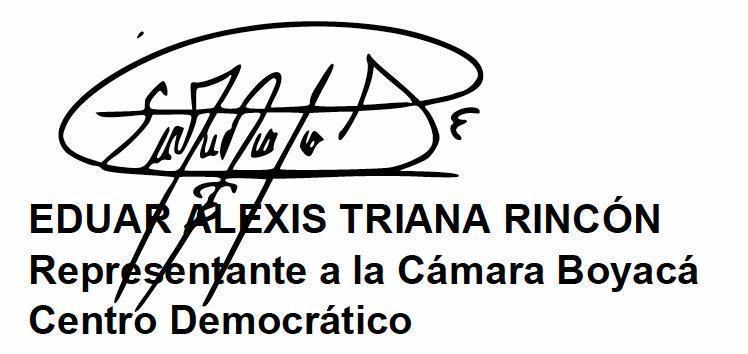 EDUAR ALEXIS TRIANA RINCÓN
Representante a la Cámara Boyacá
Centro Democrático